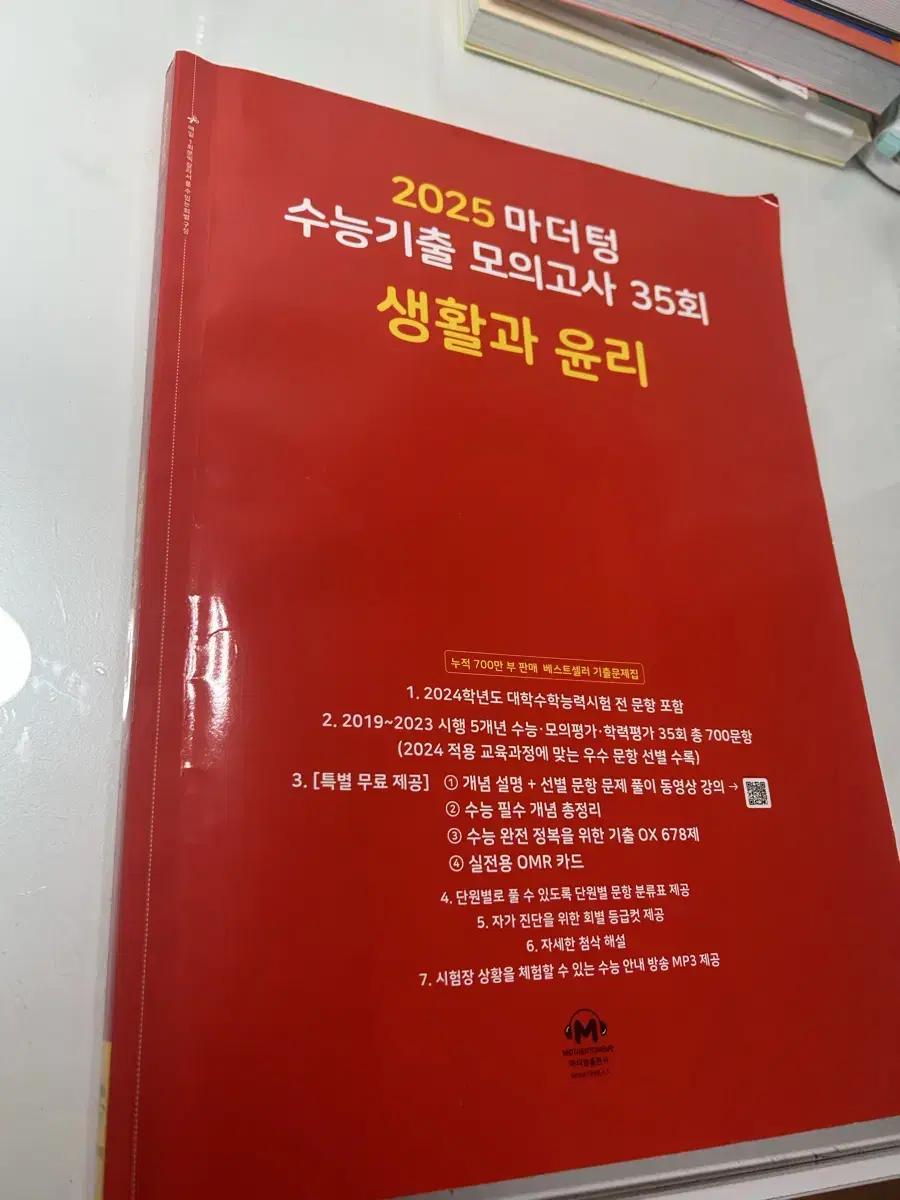 2025 마더텅
수능기출 모의고사 35회
생활과 윤리
누적 700만 부 판매 베스트셀러 기출문제집
1. 2024학년도 대학수학능력시험 전 문항 포함
2. 2019~2023 시행 5개년 수능·모의평가·학력평가 35회 총 700문항
(2024 적용 교육과정에 맞는 우수 문항 선별 수록)
3. [특별 무료 제공] ① 개념 설명 + 선별 문항 문제 풀이 동영상 강의 →
② 수능 필수 개념 총정리
③ 수능 완전 정복을 위한 기출 OX 678제
④ 실전용 OMR 카드
4. 단원별로 풀 수 있도록 단원별 문항 분류표 제공
5. 자가 진단을 위한 회별 등급컷 제공
6. 자세한 첨삭 해설
7. 시험장 상황을 체험할 수 있는 수능 안내 방송 MP3 제공
M
MOTHERTONGUE
마더텅출판사